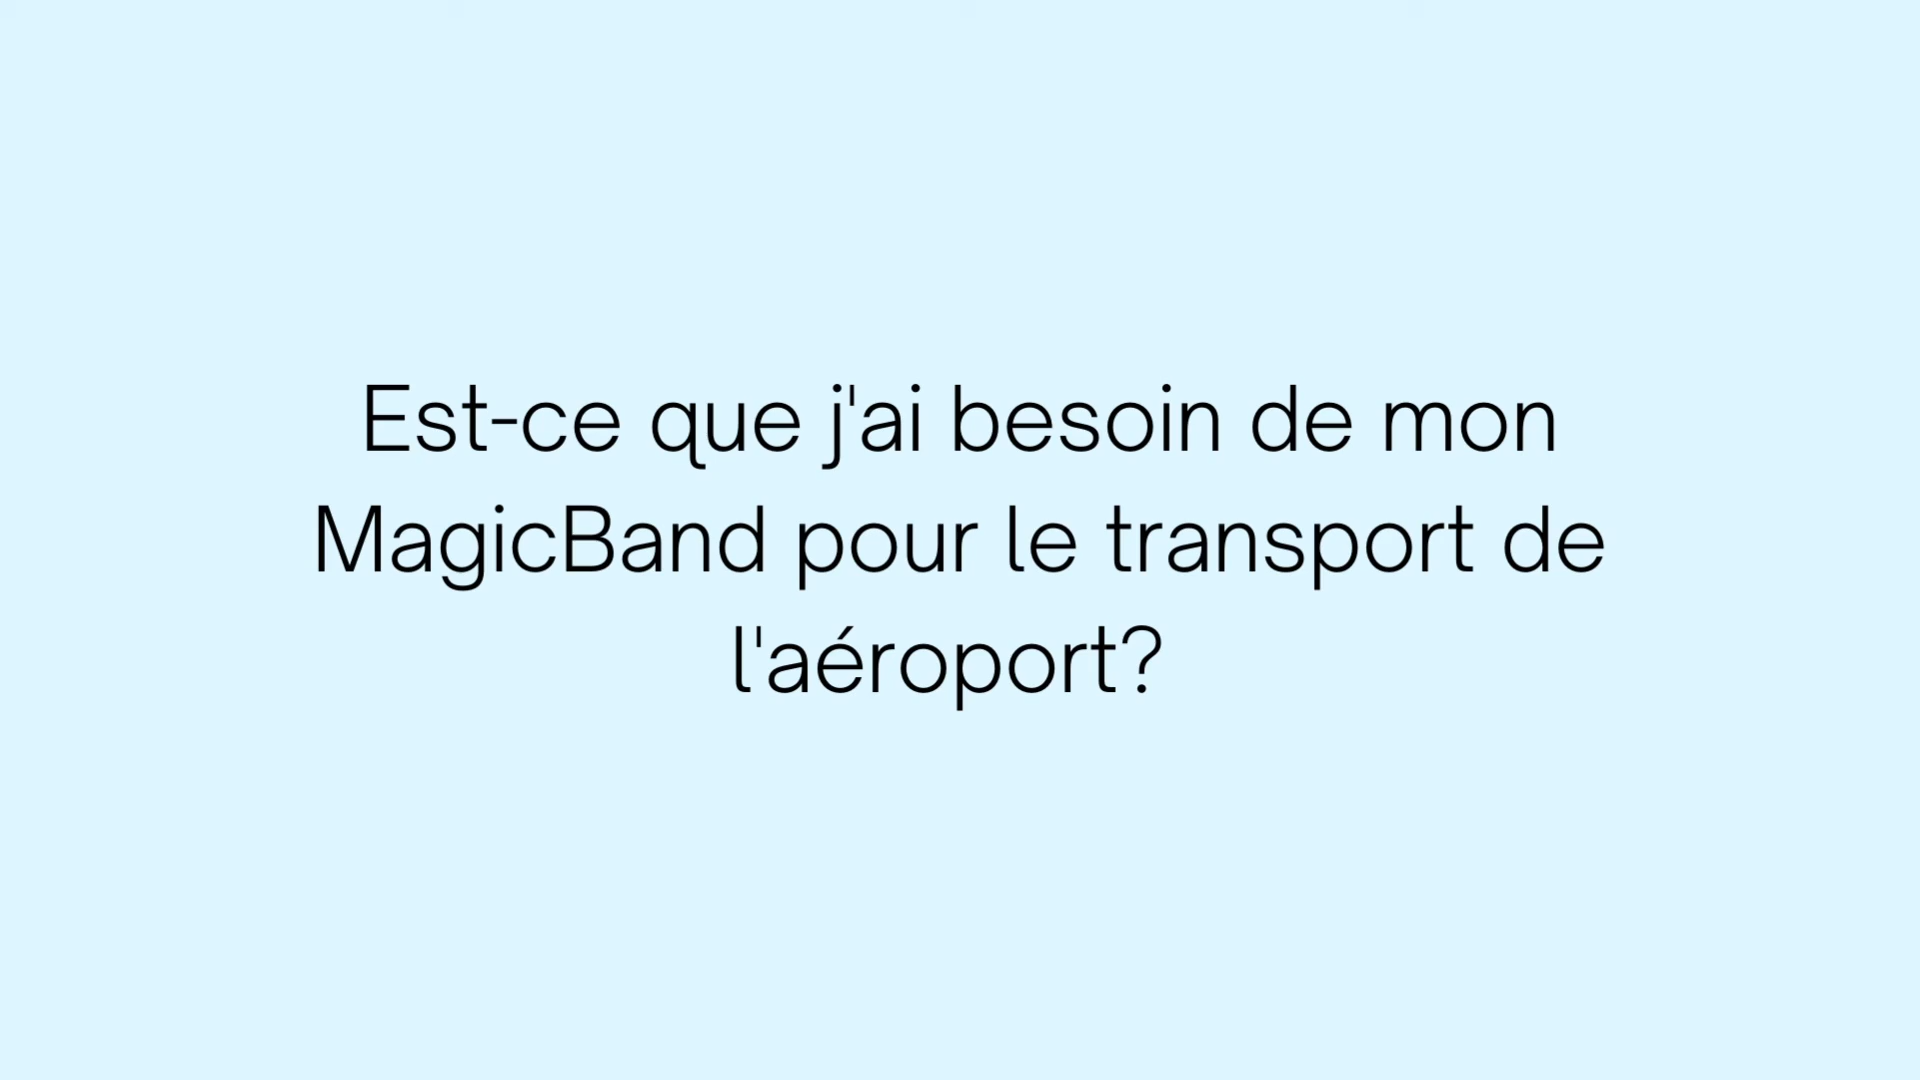 Est-ce que j'ai besoin de mon
MagicBand pour le transport de
l'aéroport?